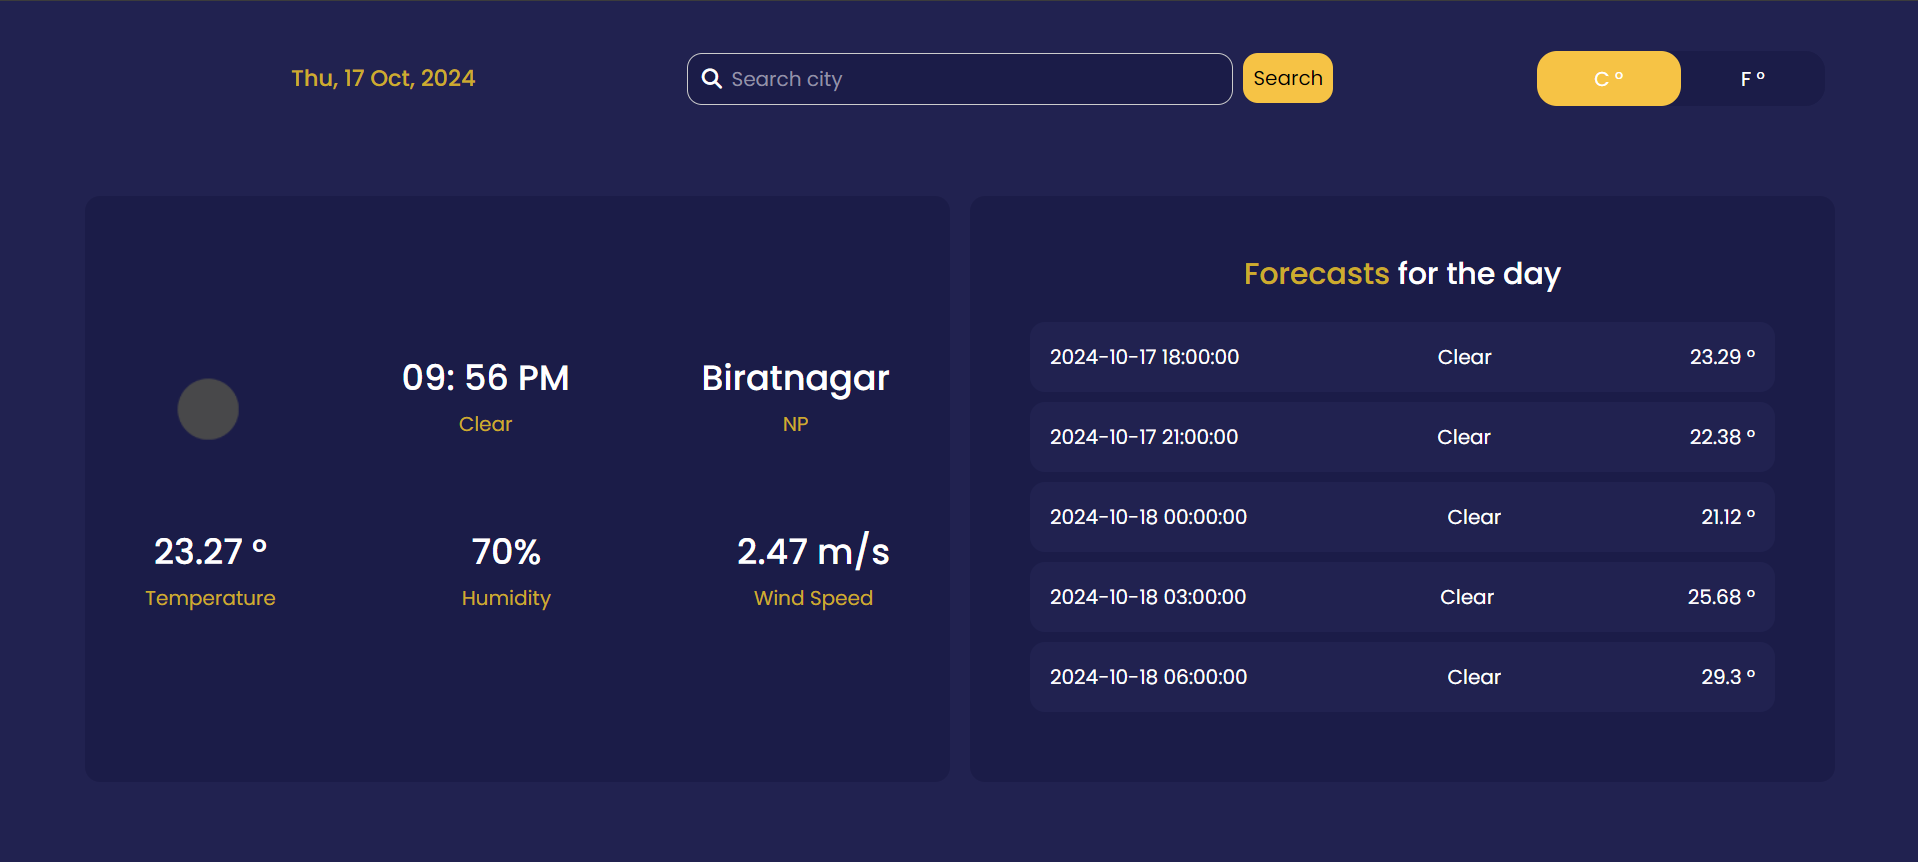 Thu, 17 Oct, 2024
Search city
Search
C °
F °
09: 56 PM
Clear
Biratnagar
NP
23.27 °
Temperature
70%
Humidity
2.47 m/s
Wind Speed
Forecasts for the day
2024-10-17 18:00:00 Clear 23.29 °
2024-10-17 21:00:00 Clear 22.38 °
2024-10-18 00:00:00 Clear 21.12 °
2024-10-18 03:00:00 Clear 25.68 °
2024-10-18 06:00:00 Clear 29.3 °